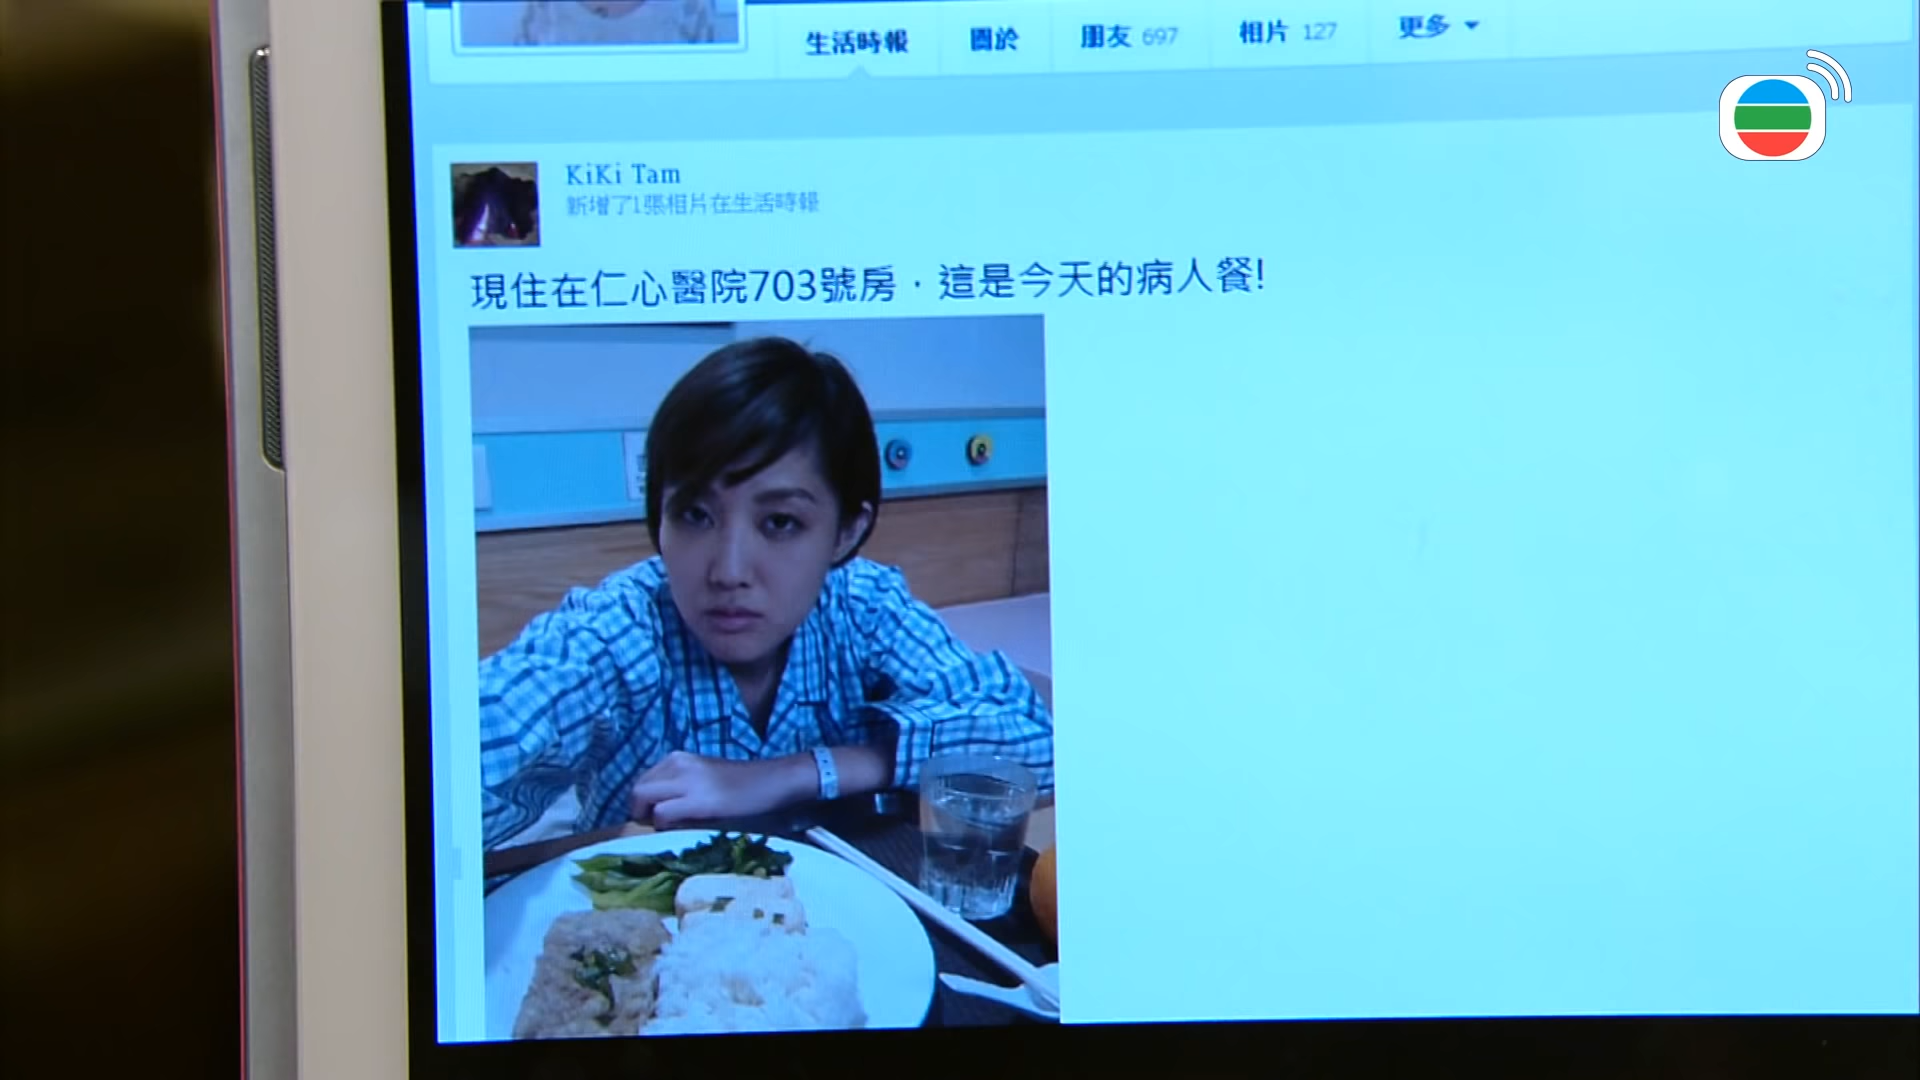 生活時報 關於 朋友 697 相片 127 更多
KiKi Tam
新增了1張相片在生活時報
現住在仁心醫院703號房，這是今天的病人餐!